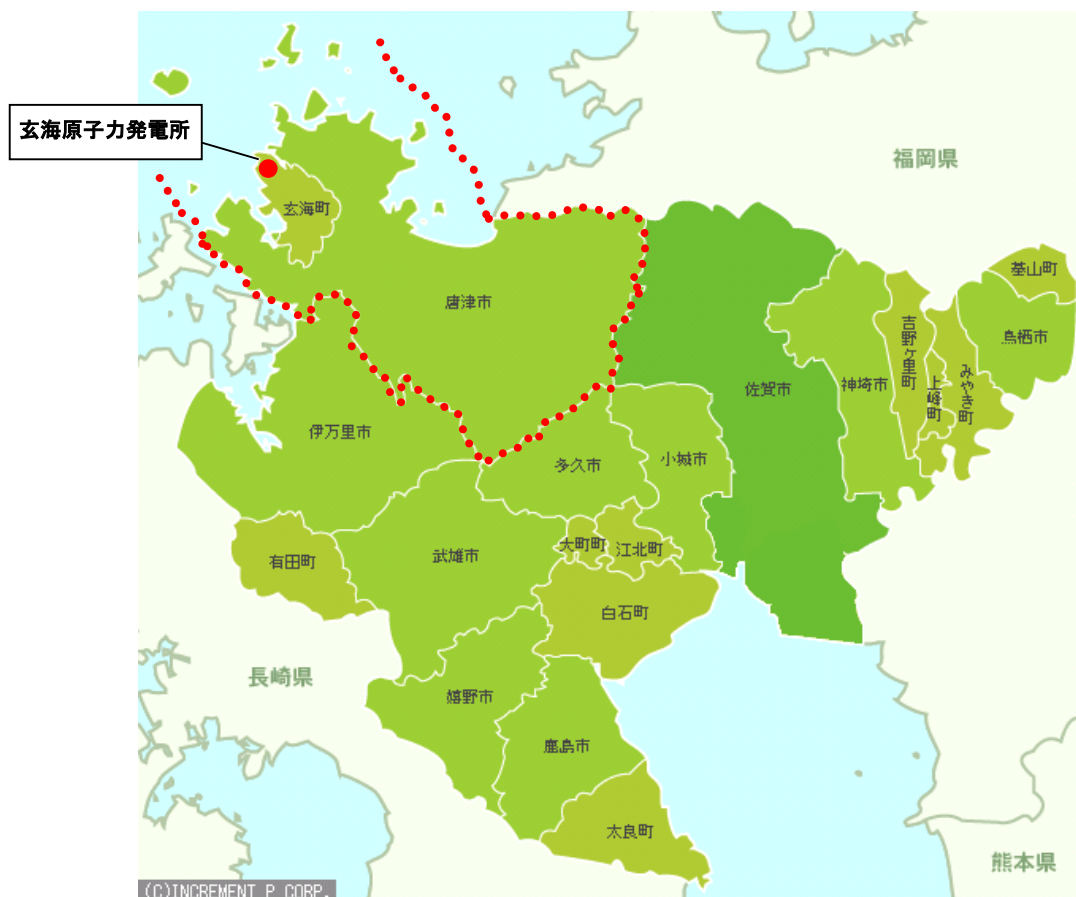 玄海原子力発電所
福岡県
玄海町
基山町
唐津市
鳥栖市
吉野ヶ里町
神埼市
上峰町
みやき町
佐賀市
伊万里市
多久市
小城市
有田町
武雄市
大町町
江北町
白石町
長崎県
嬉野市
鹿島市
太良町
熊本県
(C)INCREMENT P CORP.